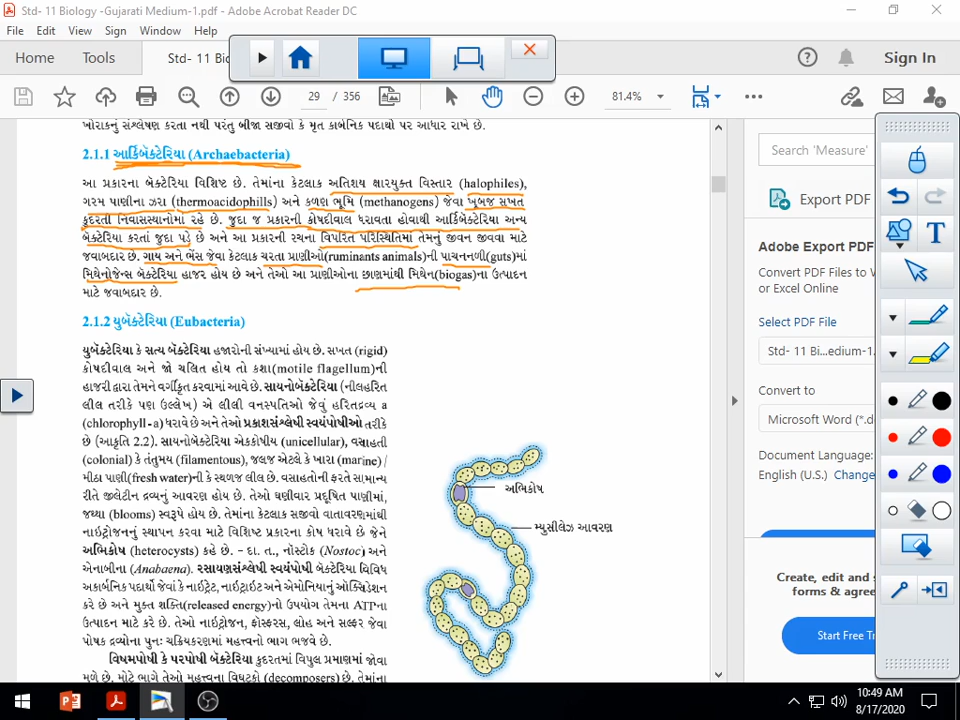 Std- 11 Biology -Gujarati Medium-1.pdf - Adobe Acrobat Reader DC
File Edit View Sign Window Help
Home Tools Std- 11 Bi Sign In
29 / 356 81.4%
ખોરાકનું સંશ્લેષણ કરતા નથી પરંતુ બીજા સજીવો કે મૃત કાર્બનિક પદાર્થો પર આધાર રાખે છે.
2.1.1 આર્કિબૅક્ટેરિયા (Archaebacteria)
આ પ્રકારના બૅક્ટેરિયા વિશિષ્ટ છે. તેમાંના કેટલાક અતિશય ક્ષારયુક્ત વિસ્તાર (halophiles),
ગરમ પાણીના ઝરા (thermoacidophills) અને કળણ ભૂમિ (methanogens) જેવા ખૂબજ સખત
કુદરતી નિવાસસ્થાનોમાં રહે છે. જુદા જ પ્રકારની કોષદીવાલ ધરાવતા હોવાથી આર્કિબૅક્ટેરિયા અન્ય
બૅક્ટેરિયા કરતાં જુદા પડે છે અને આ પ્રકારની રચના વિપરિત પરિસ્થિતિમાં તેમનું જીવન જીવવા માટે
જવાબદાર છે. ગાય અને ભેંસ જેવા કેટલાક ચરતા પ્રાણીઓ(ruminants animals)ની પાચનનળી(guts)માં
મિથેનોજેન્સ બૅક્ટેરિયા હાજર હોય છે અને તેઓ આ પ્રાણીઓના છાણમાંથી મિથેન(biogas)ના ઉત્પાદન
માટે જવાબદાર છે.
2.1.2 યુબૅક્ટેરિયા (Eubacteria)
યુબૅક્ટેરિયા કે સત્ય બૅક્ટેરિયા હજારોની સંખ્યામાં હોય છે. સખત (rigid)
કોષદીવાલ અને જો ચલિત હોય તો કશા(motile flagellum)ની
હાજરી દ્વારા તેમને વર્ગીકૃત કરવામાં આવે છે. સાયનોબૅક્ટેરિયા (નીલહરિત
લીલ તરીકે પણ ઉલ્લેખ) એ લીલી વનસ્પતિઓ જેવું હરિતદ્રવ્ય a
(chlorophyll-a) ધરાવે છે અને તેઓ પ્રકાશસંશ્લેષી સ્વયંપોષીઓ તરીકે
છે (આકૃતિ 2.2). સાયનોબૅક્ટેરિયા એકકોષીય (unicellular), વસાહતી
(colonial) કે તંતુમય (filamentous), જલજ એટલે કે ખારા (marine) /
મીઠા પાણી(fresh water)ની કે સ્થળજ લીલ છે. વસાહતોની ફરતે સામાન્ય
રીતે જીલેટીન દ્રવ્યનું આવરણ હોય છે. તેઓ ઘણીવાર પ્રદૂષિત પાણીમાં,
જથ્થા (blooms) સ્વરૂપે હોય છે. તેમાંના કેટલાક સજીવો વાતાવરણમાંથી
નાઇટ્રોજનનું સ્થાપન કરવા માટે વિશિષ્ટ પ્રકારના કોષ ધરાવે છે જેને
અભિકોષ (heterocysts) કહે છે. - દા. ત., નૉસ્ટૉક (Nostoc) અને
એનાબીના (Anabaena). રસાયણસંશ્લેષી સ્વયંપોષી બૅક્ટેરિયા વિવિધ
અકાર્બનિક પદાર્થો જેવાં કે નાઇટ્રેટ, નાઇટ્રાઇટ અને એમોનિયાનું ઑક્સિડેશન
કરે છે અને મુક્ત શક્તિ(released energy)નો ઉપયોગ તેમના ATPના
ઉત્પાદન માટે કરે છે. તેઓ નાઇટ્રોજન, ફૉસ્ફરસ, લોહ અને સલ્ફર જેવા
પોષક દ્રવ્યોના પુનઃ ચક્રિયકરણમાં મહત્ત્વનો ભાગ ભજવે છે.
વિષમપોષી કે પરપોષી બૅક્ટેરિયા કુદરતમાં વિપુલ પ્રમાણમાં જોવા
મળે છે. મોટે ભાગે તેઓ મહત્ત્વના વિઘટકો (decomposers) છે. તેમાંના
અભિકોષ
મ્યુસીલેઝ આવરણ
Search 'Measure'
Export PDF
Adobe Export PDF
Convert PDF Files to W
or Excel Online
Select PDF File
Std- 11 Bi...edium-1.
Convert to
Microsoft Word (*.d
Document Language:
English (U.S.) Change
Create, edit and s
forms & agree
Start Free Tr
T
10:49 AM
8/17/2020